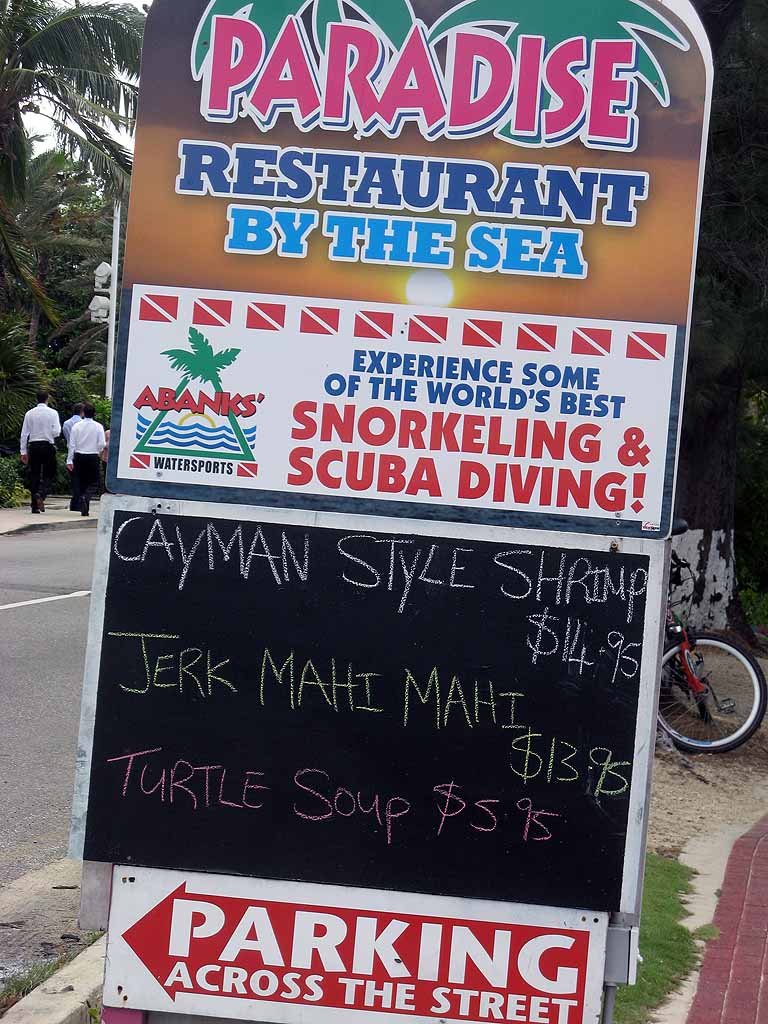 PARADISE
RESTAURANT
BY THE SEA
ABANKS'
WATERSPORTS
EXPERIENCE SOME
OF THE WORLD'S BEST
SNORKELING &
SCUBA DIVING!
CAYMAN STYLE SHRIMP
$14.95
JERK MAHI MAHI
$13.95
TURTLE SOUP $5.95
PARKING
ACROSS THE STREET